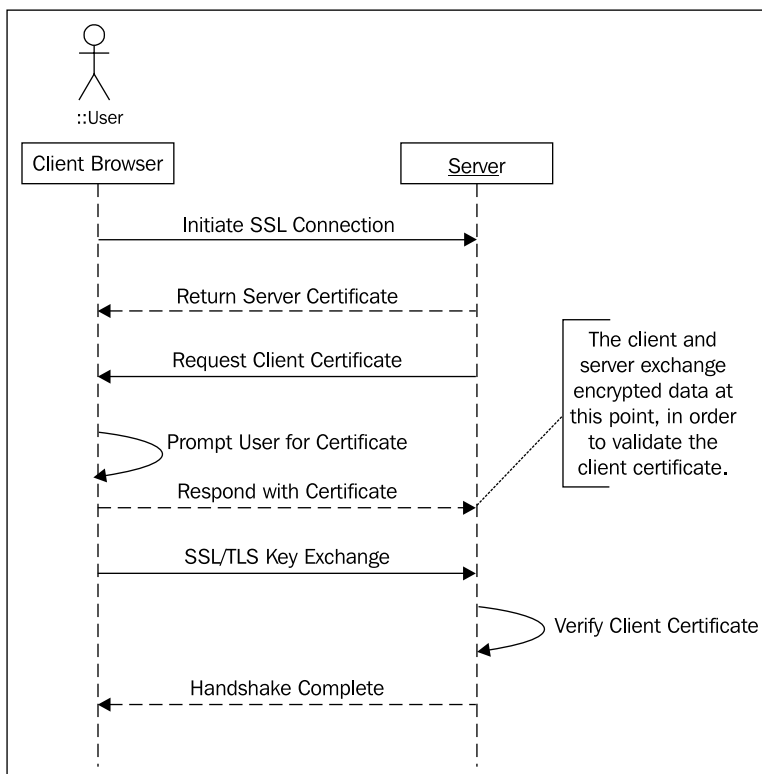 ::User
Client Browser
Server
Initiate SSL Connection
Return Server Certificate
Request Client Certificate
The client and
server exchange
encrypted data at
this point, in order
to validate the
client certificate.
Prompt User for Certificate
Respond with Certificate
SSL/TLS Key Exchange
Verify Client Certificate
Handshake Complete